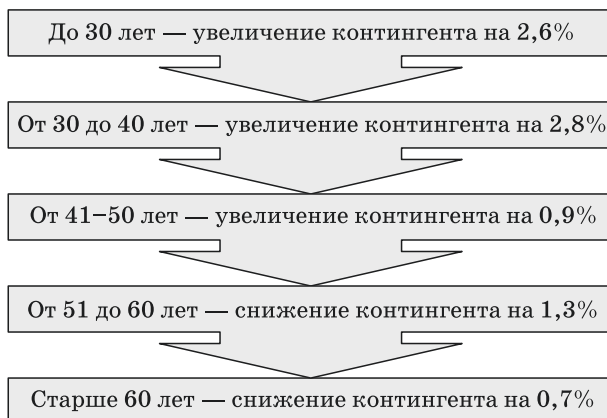 До 30 лет — увеличение контингента на 2,6%
От 30 до 40 лет — увеличение контингента на 2,8%
От 41–50 лет — увеличение контингента на 0,9%
От 51 до 60 лет — снижение контингента на 1,3%
Старше 60 лет — снижение контингента на 0,7%